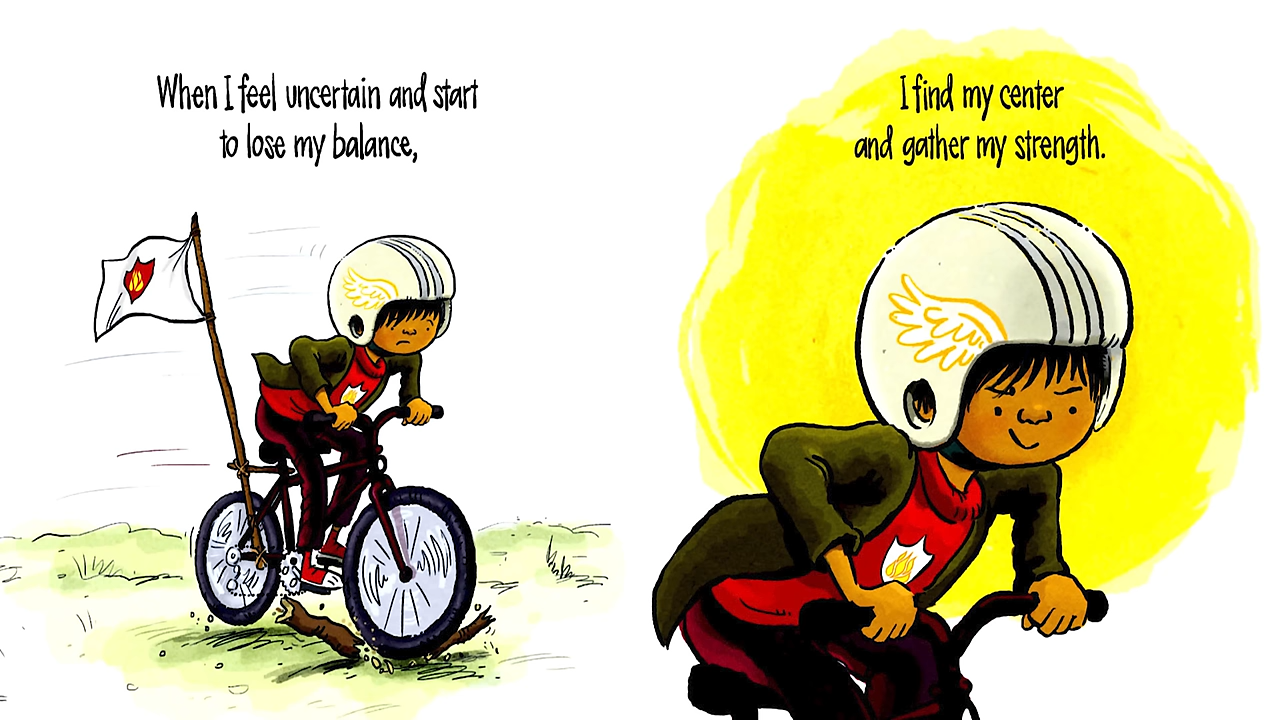 When I feel uncertain and start
to lose my balance,
I find my center
and gather my strength.